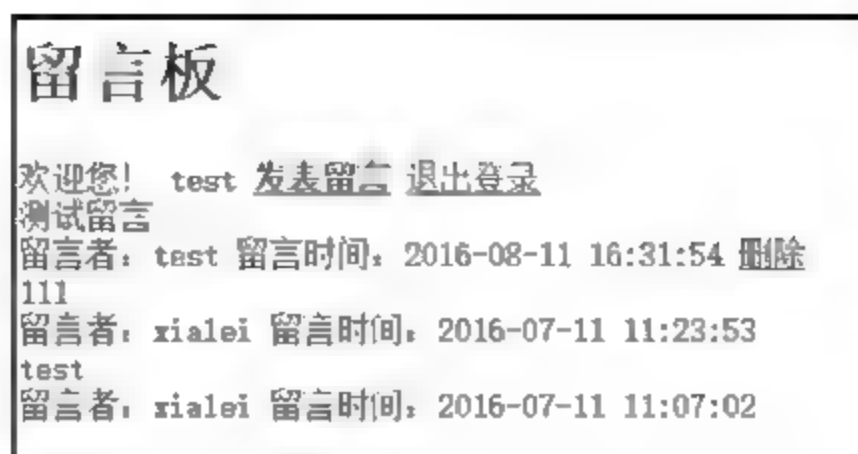 留言板
欢迎您! test 发表留言 退出登录
测试留言
留言者: test 留言时间: 2016-08-11 16:31:54 删除
111
留言者: xialei 留言时间: 2016-07-11 11:23:53
test
留言者: xialei 留言时间: 2016-07-11 11:07:02